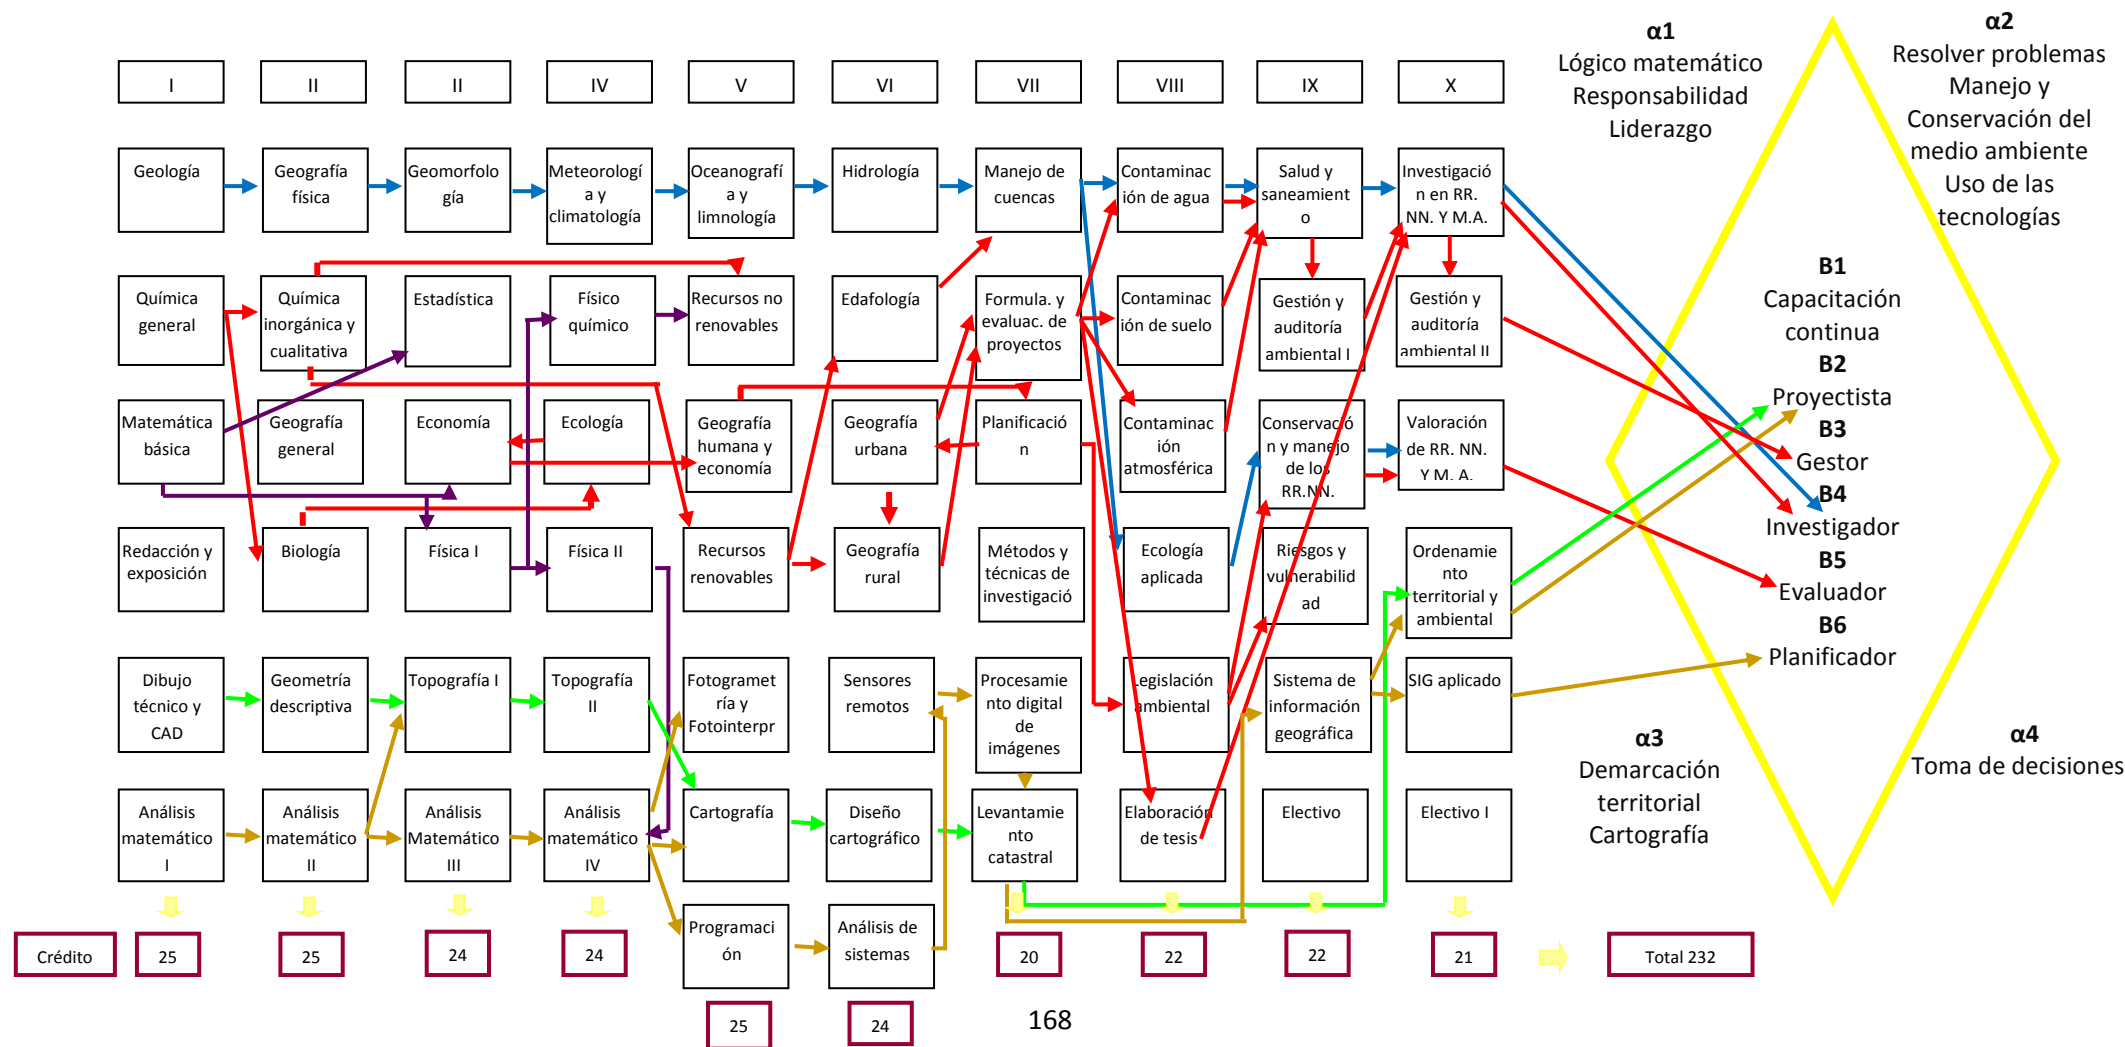 I
II
II
IV
V
VI
VII
VIII
IX
X
Geología
Geografía
física
Geomorfolo
gía
Meteorologí
a y
climatología
Oceanografí
a y
limnología
Hidrología
Manejo de
cuencas
Contaminac
ión de agua
Salud y
saneamient
o
Investigació
n en RR.
NN. Y M.A.
Química
general
Química
inorgánica y
cualitativa
Estadística
Físico
químico
Recursos no
renovables
Edafología
Formula. y
evaluac. de
proyectos
Contaminac
ión de suelo
Gestión y
auditoría
ambiental I
Gestión y
auditoría
ambiental II
Matemática
básica
Geografía
general
Economía
Ecología
Geografía
humana y
economía
Geografía
urbana
Planificació
n
Contaminac
ión
atmosférica
Conservació
n y manejo
de los
RR.NN.
Valoración
de RR. NN.
Y M. A.
Redacción y
exposición
Biología
Física I
Física II
Recursos
renovables
Geografía
rural
Métodos y
técnicas de
investigació
Ecología
aplicada
Riesgos y
vulnerabilid
ad
Ordenamie
nto
territorial y
ambiental
Dibujo
técnico y
CAD
Geometría
descriptiva
Topografía I
Topografía
II
Fotogramet
ría y
Fotointerpr
Sensores
remotos
Procesamie
nto digital
de
imágenes
Legislación
ambiental
Sistema de
información
geográfica
SIG aplicado
Análisis
matemático
I
Análisis
matemático
II
Análisis
Matemático
III
Análisis
matemático
IV
Cartografía
Diseño
cartográfico
Levantamie
nto
catastral
Elaboración
de tesis
Electivo
Electivo I
Programaci
ón
Análisis de
sistemas
Crédito
25
25
24
24
25
24
20
22
22
21
Total 232
α1
Lógico matemático
Responsabilidad
Liderazgo
α2
Resolver problemas
Manejo y
Conservación del
medio ambiente
Uso de las
tecnologías
B1
Capacitación
continua
B2
Proyectista
B3
Gestor
B4
Investigador
B5
Evaluador
B6
Planificador
α3
Demarcación
territorial
Cartografía
α4
Toma de decisiones
168